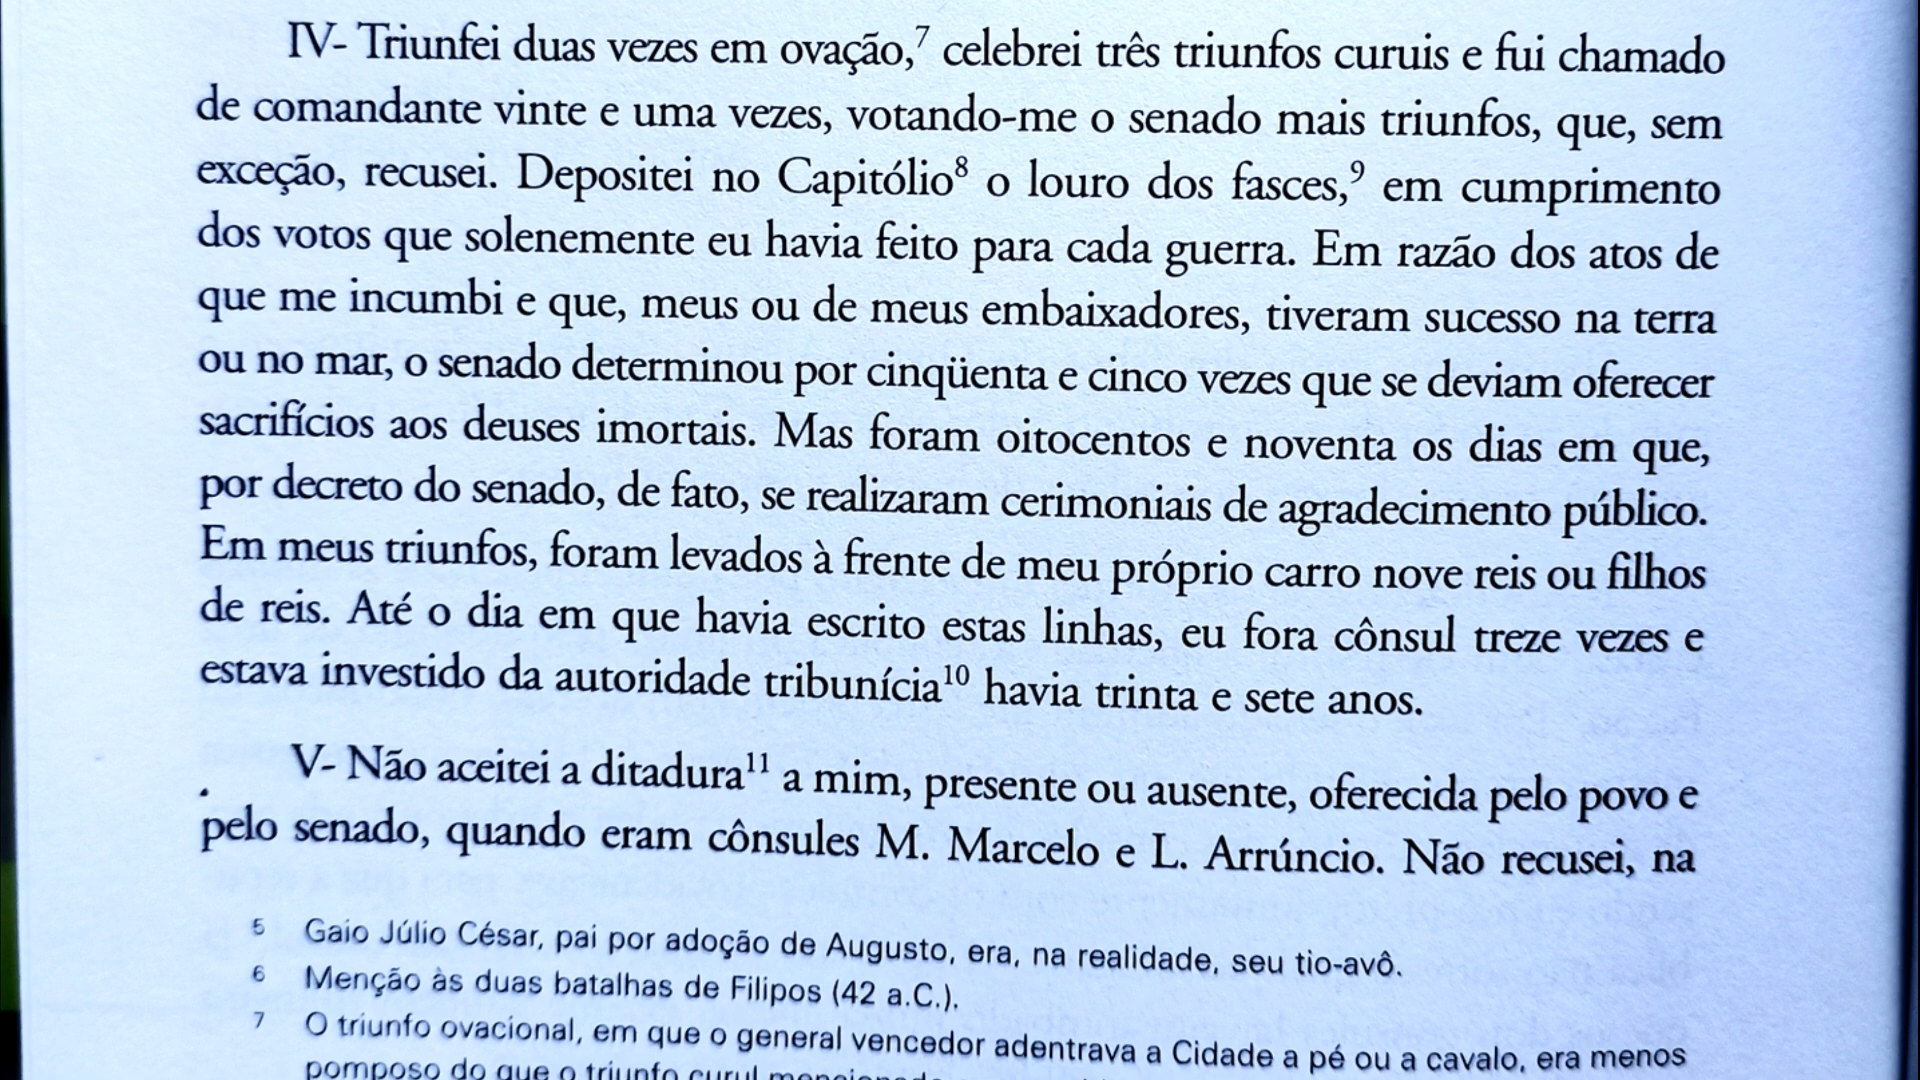 IV- Triunfei duas vezes em ovação,⁷ celebrei três triunfos curuis e fui chamado
de comandante vinte e uma vezes, votando-me o senado mais triunfos, que, sem
exceção, recusei. Depositei no Capitólio⁸ o louro dos fasces,⁹ em cumprimento
dos votos que solenemente eu havia feito para cada guerra. Em razão dos atos de
que me incumbi e que, meus ou de meus embaixadores, tiveram sucesso na terra
ou no mar, o senado determinou por cinqüenta e cinco vezes que se deviam oferecer
sacrifícios aos deuses imortais. Mas foram oitocentos e noventa os dias em que,
por decreto do senado, de fato, se realizaram cerimoniais de agradecimento público.
Em meus triunfos, foram levados à frente de meu próprio carro nove reis ou filhos
de reis. Até o dia em que havia escrito estas linhas, eu fora cônsul treze vezes e
estava investido da autoridade tribunícia¹⁰ havia trinta e sete anos.
V- Não aceitei a ditadura¹¹ a mim, presente ou ausente, oferecida pelo povo e
pelo senado, quando eram cônsules M. Marcelo e L. Arrúncio. Não recusei, na
⁵ Gaio Júlio César, pai por adoção de Augusto, era, na realidade, seu tio-avô.
⁶ Menção às duas batalhas de Filipos (42 a.C.).
⁷ O triunfo ovacional, em que o general vencedor adentrava a Cidade a pé ou a cavalo, era menos
pomposo do que o triunfo curul